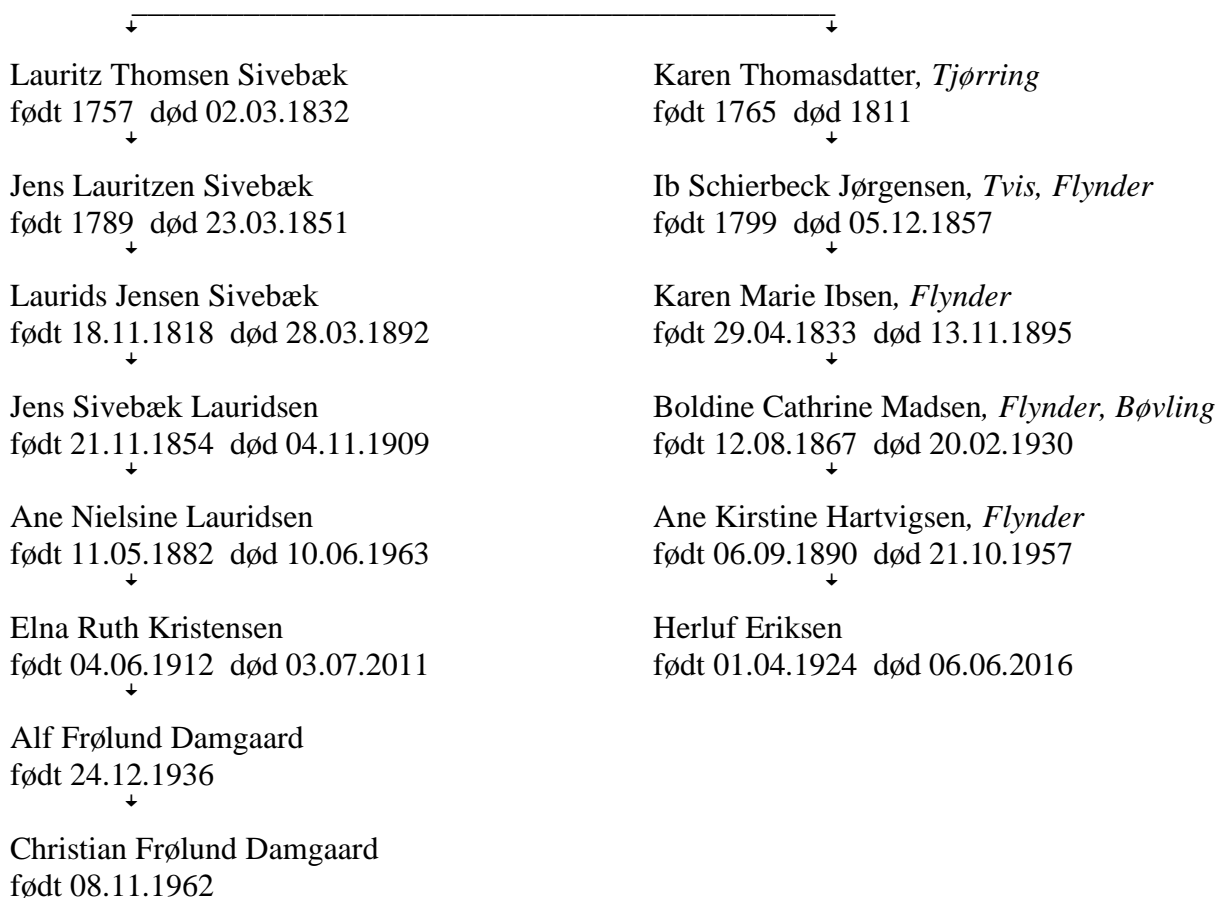 Lauritz Thomsen Sivebæk
født 1757 død 02.03.1832
Jens Lauritzen Sivebæk
født 1789 død 23.03.1851
Laurids Jensen Sivebæk
født 18.11.1818 død 28.03.1892
Jens Sivebæk Lauridsen
født 21.11.1854 død 04.11.1909
Ane Nielsine Lauridsen
født 11.05.1882 død 10.06.1963
Elna Ruth Kristensen
født 04.06.1912 død 03.07.2011
Alf Frølund Damgaard
født 24.12.1936
Christian Frølund Damgaard
født 08.11.1962
Karen Thomasdatter, Tjørring
født 1765 død 1811
Ib Schierbeck Jørgensen, Tvis, Flynder
født 1799 død 05.12.1857
Karen Marie Ibsen, Flynder
født 29.04.1833 død 13.11.1895
Boldine Cathrine Madsen, Flynder, Bøvling
født 12.08.1867 død 20.02.1930
Ane Kirstine Hartvigsen, Flynder
født 06.09.1890 død 21.10.1957
Herluf Eriksen
født 01.04.1924 død 06.06.2016